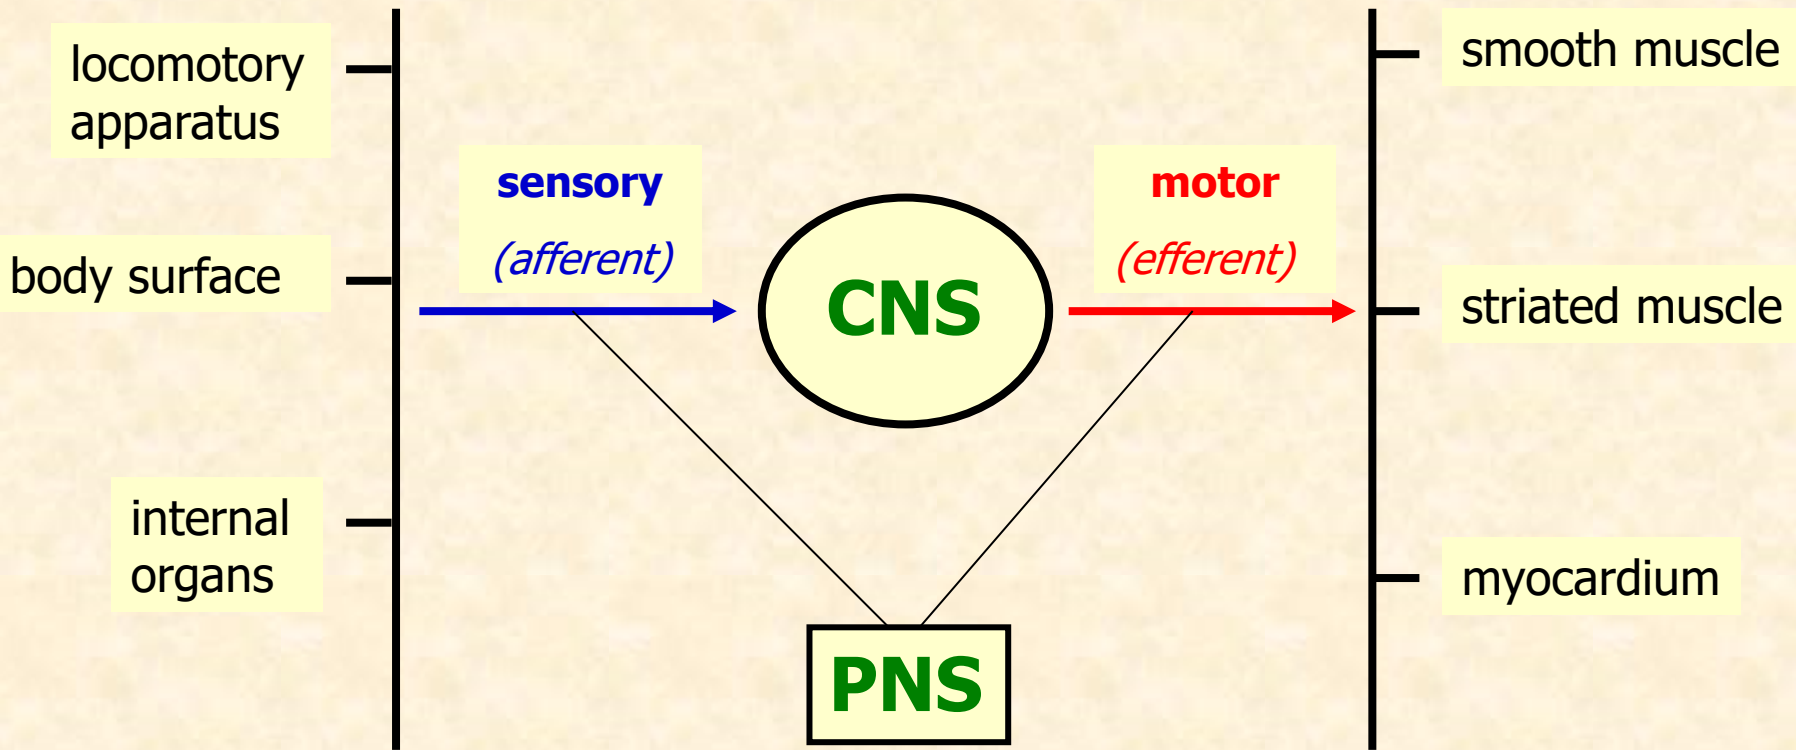 locomotory
apparatus
body surface
internal
organs
sensory
(afferent)
CNS
PNS
motor
(efferent)
smooth muscle
striated muscle
myocardium